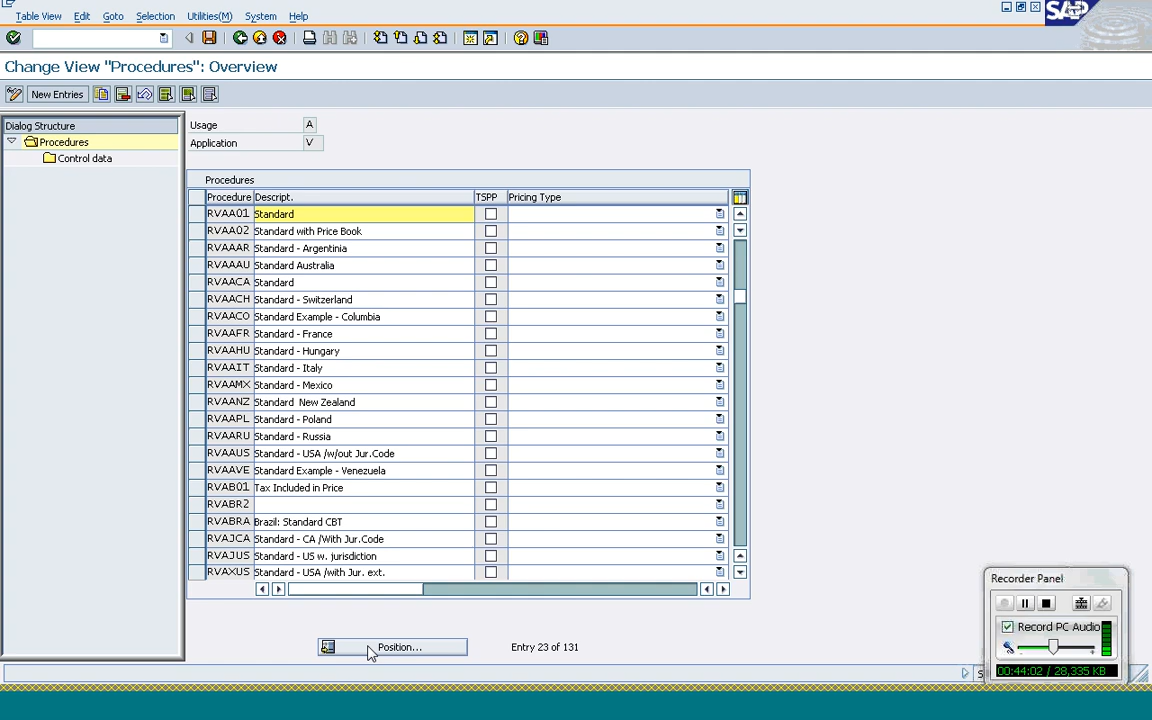 Table View Edit Goto Selection Utilities(M) System Help
SAP
Change View "Procedures": Overview
New Entries
Dialog Structure
Procedures
Control data
Usage A
Application V
Procedures
Procedure Descript. TSPP Pricing Type
RVAA01 Standard
RVAA02 Standard with Price Book
RVAAAR Standard - Argentinia
RVAAAU Standard Australia
RVAACA Standard
RVAACH Standard - Switzerland
RVAACO Standard Example - Columbia
RVAAFR Standard - France
RVAAHU Standard - Hungary
RVAAIT Standard - Italy
RVAAMX Standard - Mexico
RVAANZ Standard  New Zealand
RVAAPL Standard - Poland
RVAARU Standard - Russia
RVAAUS Standard - USA /w/out Jur.Code
RVAAVE Standard Example - Venezuela
RVAB01 Tax Included in Price
RVABR2
RVABRA Brazil: Standard CBT
RVAJCA Standard - CA /With Jur.Code
RVAJUS Standard - US w. jurisdiction
RVAXUS Standard - USA /with Jur. ext.
Position... Entry 23 of 131
Recorder Panel
Record PC Audio
00:44:02 / 28,335 KB